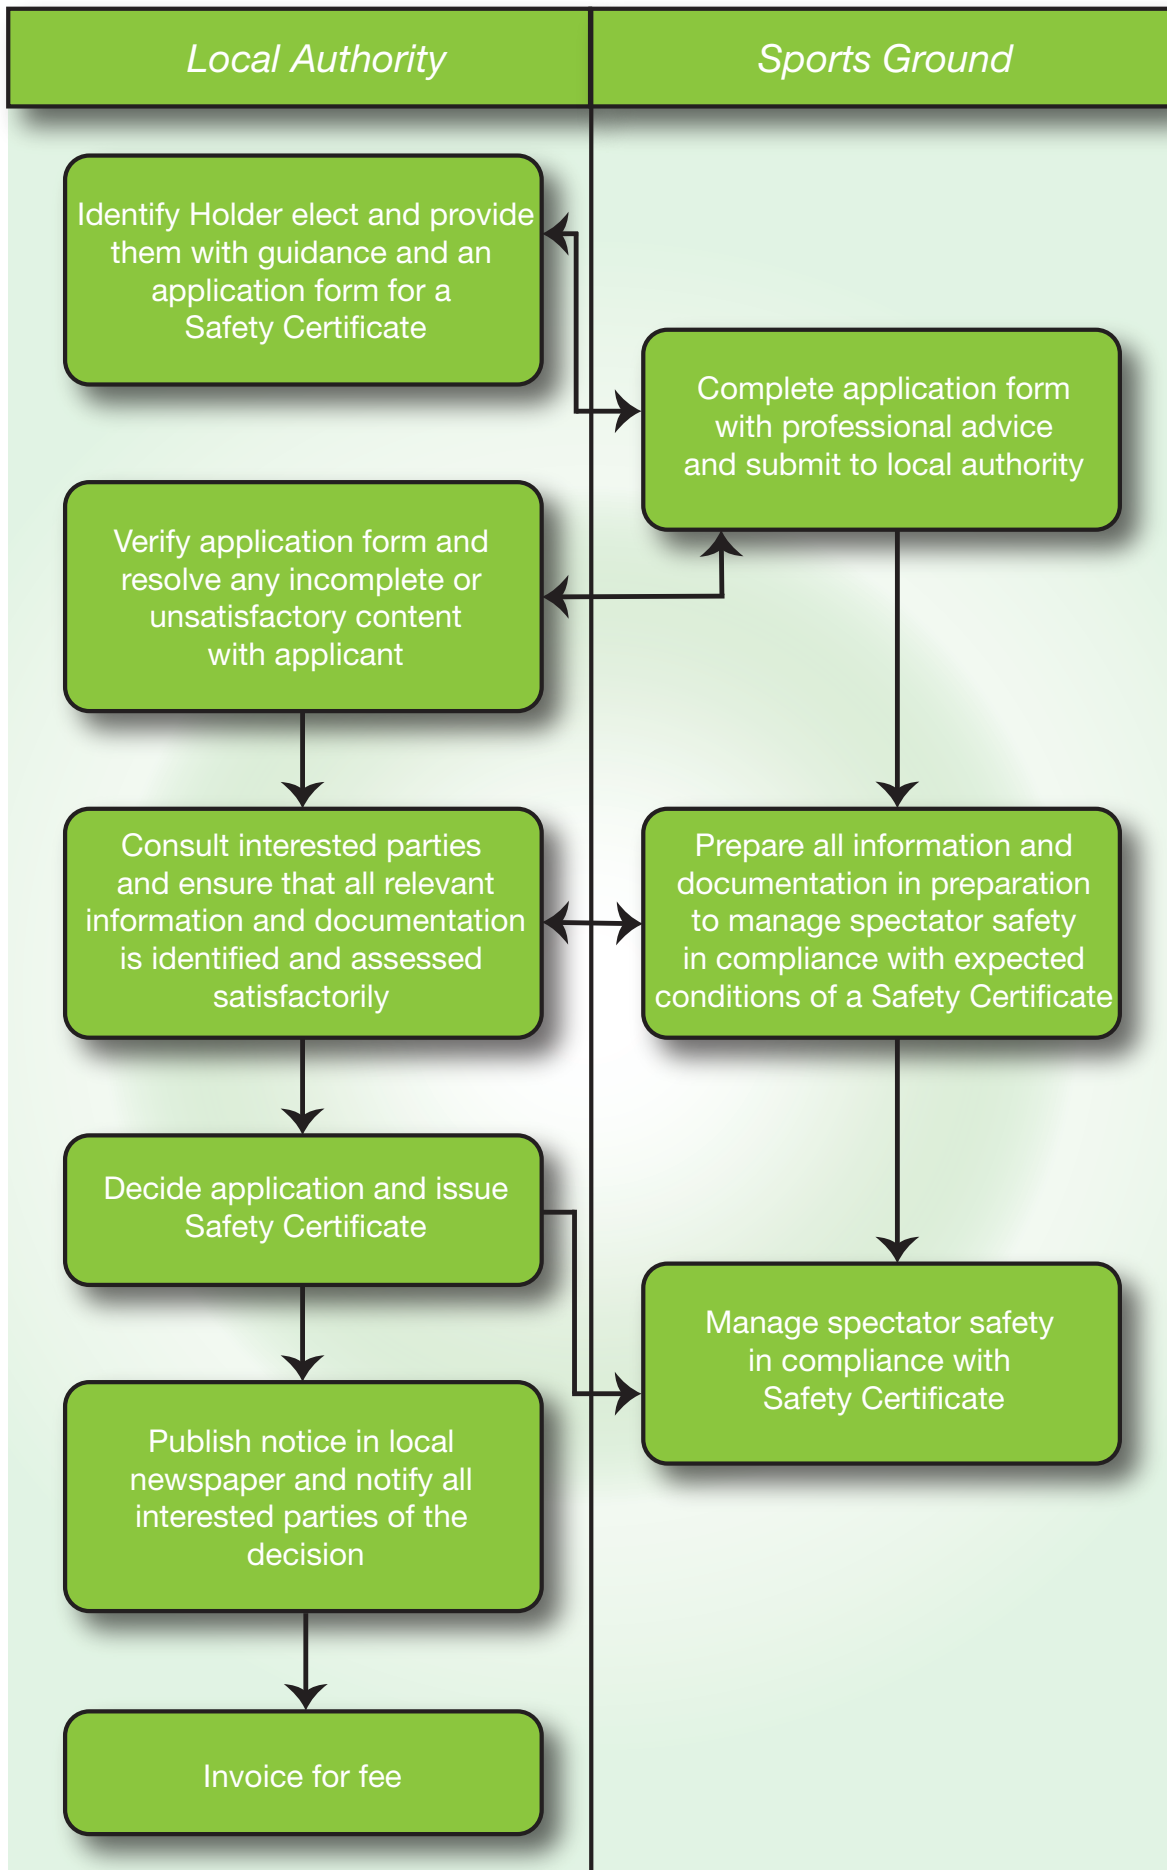 Local Authority
Sports Ground
Identify Holder elect and provide
them with guidance and an
application form for a
Safety Certificate
Complete application form
with professional advice
and submit to local authority
Verify application form and
resolve any incomplete or
unsatisfactory content
with applicant
Consult interested parties
and ensure that all relevant
information and documentation
is identified and assessed
satisfactorily
Prepare all information and
documentation in preparation
to manage spectator safety
in compliance with expected
conditions of a Safety Certificate
Decide application and issue
Safety Certificate
Manage spectator safety
in compliance with
Safety Certificate
Publish notice in local
newspaper and notify all
interested parties of the
decision
Invoice for fee